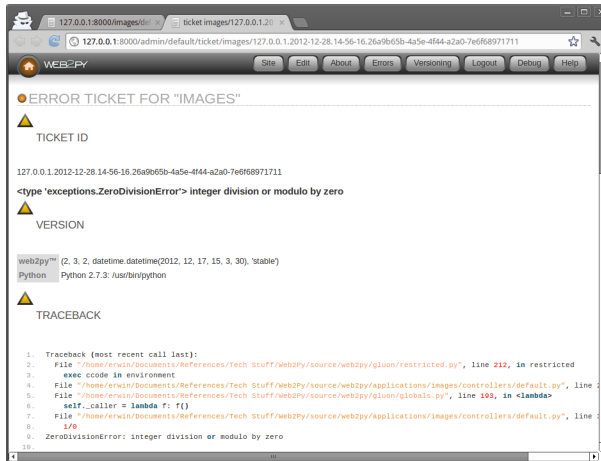 127.0.0.1:8000/images/def
ticket images/127.0.0.1.20
127.0.0.1:8000/admin/default/ticket/images/127.0.0.1.2012-12-28.14-56-16.26a9b65b-4a5e-4f44-a2a0-7e6f68971711
WEB2PY
Site Edit About Errors Versioning Logout Debug Help
ERROR TICKET FOR "IMAGES"
TICKET ID
127.0.0.1.2012-12-28.14-56-16.26a9b65b-4a5e-4f44-a2a0-7e6f68971711
<type 'exceptions.ZeroDivisionError'> integer division or modulo by zero
VERSION
web2py™ (2, 3, 2, datetime.datetime(2012, 12, 17, 15, 3, 30), 'stable')
Python Python 2.7.3: /usr/bin/python
TRACEBACK
1. Traceback (most recent call last):
2. File "/home/erwin/Documents/References/Tech Stuff/Web2Py/source/web2py/gluon/restricted.py", line 212, in restricted
3. exec ccode in environment
4. File "/home/erwin/Documents/References/Tech Stuff/Web2Py/source/web2py/applications/images/controllers/default.py", line
5. File "/home/erwin/Documents/References/Tech Stuff/Web2Py/source/web2py/gluon/globals.py", line 193, in <lambda>
6. self._caller = lambda f: f()
7. File "/home/erwin/Documents/References/Tech Stuff/Web2Py/source/web2py/applications/images/controllers/default.py", line
8. 1/0
9. ZeroDivisionError: integer division or modulo by zero
10.